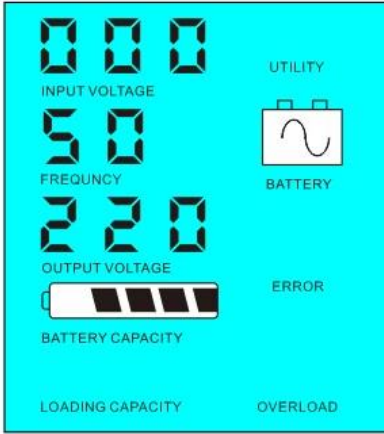 000
UTILITY
INPUT VOLTAGE
50
FREQUNCY
BATTERY
220
OUTPUT VOLTAGE
ERROR
BATTERY CAPACITY
LOADING CAPACITY
OVERLOAD